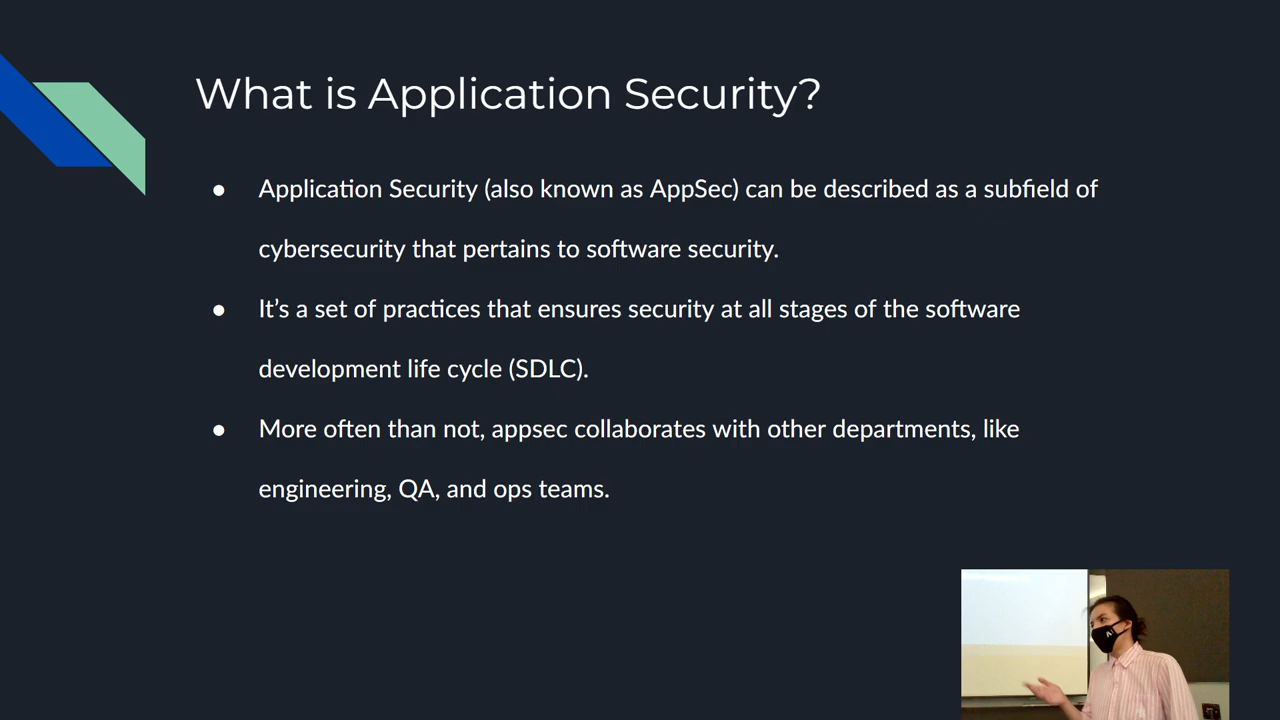 What is Application Security?
● Application Security (also known as AppSec) can be described as a subfield of
cybersecurity that pertains to software security.
● It’s a set of practices that ensures security at all stages of the software
development life cycle (SDLC).
● More often than not, appsec collaborates with other departments, like
engineering, QA, and ops teams.